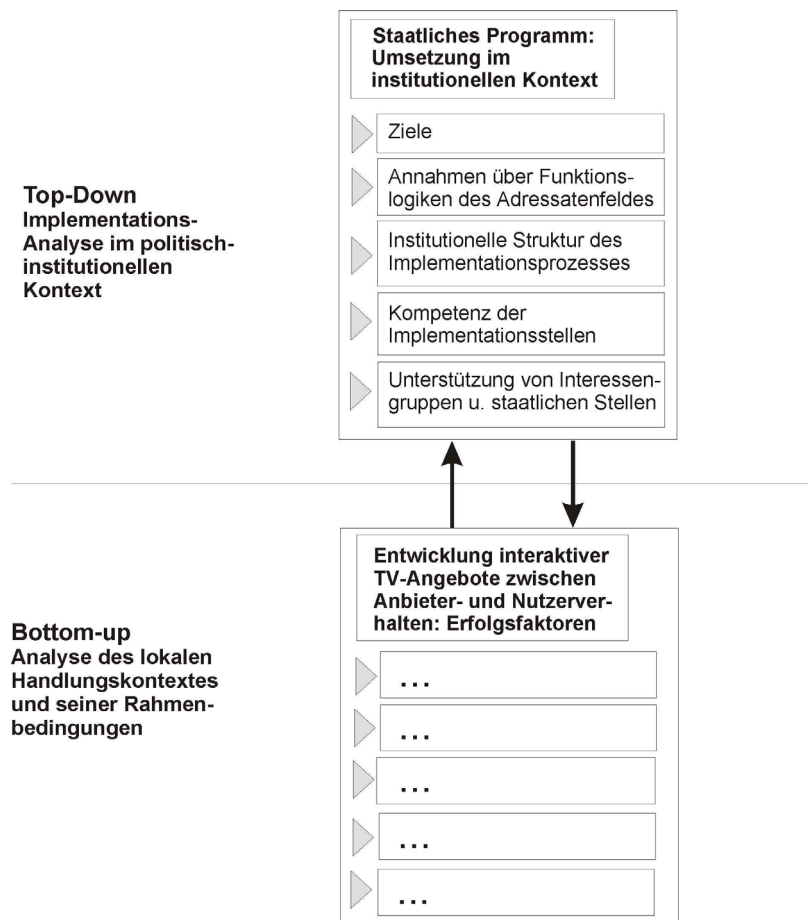 Staatliches Programm:
Umsetzung im
institutionellen Kontext
Ziele
Annahmen über Funktions-
logiken des Adressatenfeldes
Institutionelle Struktur des
Implementationsprozesses
Kompetenz der
Implementationsstellen
Unterstützung von Interessen-
gruppen u. staatlichen Stellen
Top-Down
Implementations-
Analyse im politisch-
institutionellen
Kontext
Entwicklung interaktiver
TV-Angebote zwischen
Anbieter- und Nutzerver-
halten: Erfolgsfaktoren
...
...
...
...
...
Bottom-up
Analyse des lokalen
Handlungskontextes
und seiner Rahmen-
bedingungen